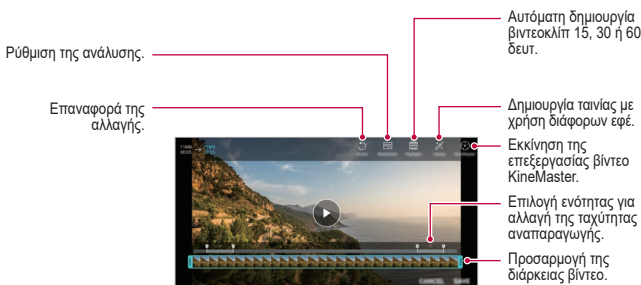 Ρύθμιση της ανάλυσης.
Επαναφορά της
αλλαγής.
Αυτόματη δημιουργία
βιντεοκλίπ 15, 30 ή 60
δευτ.
Δημιουργία ταινίας με
χρήση διάφορων εφέ.
Εκκίνηση της
επεξεργασίας βίντεο
KineMaster.
Επιλογή ενότητας για
αλλαγή της ταχύτητας
αναπαραγωγής.
Προσαρμογή της
διάρκειας βίντεο.
CANCEL SAVE